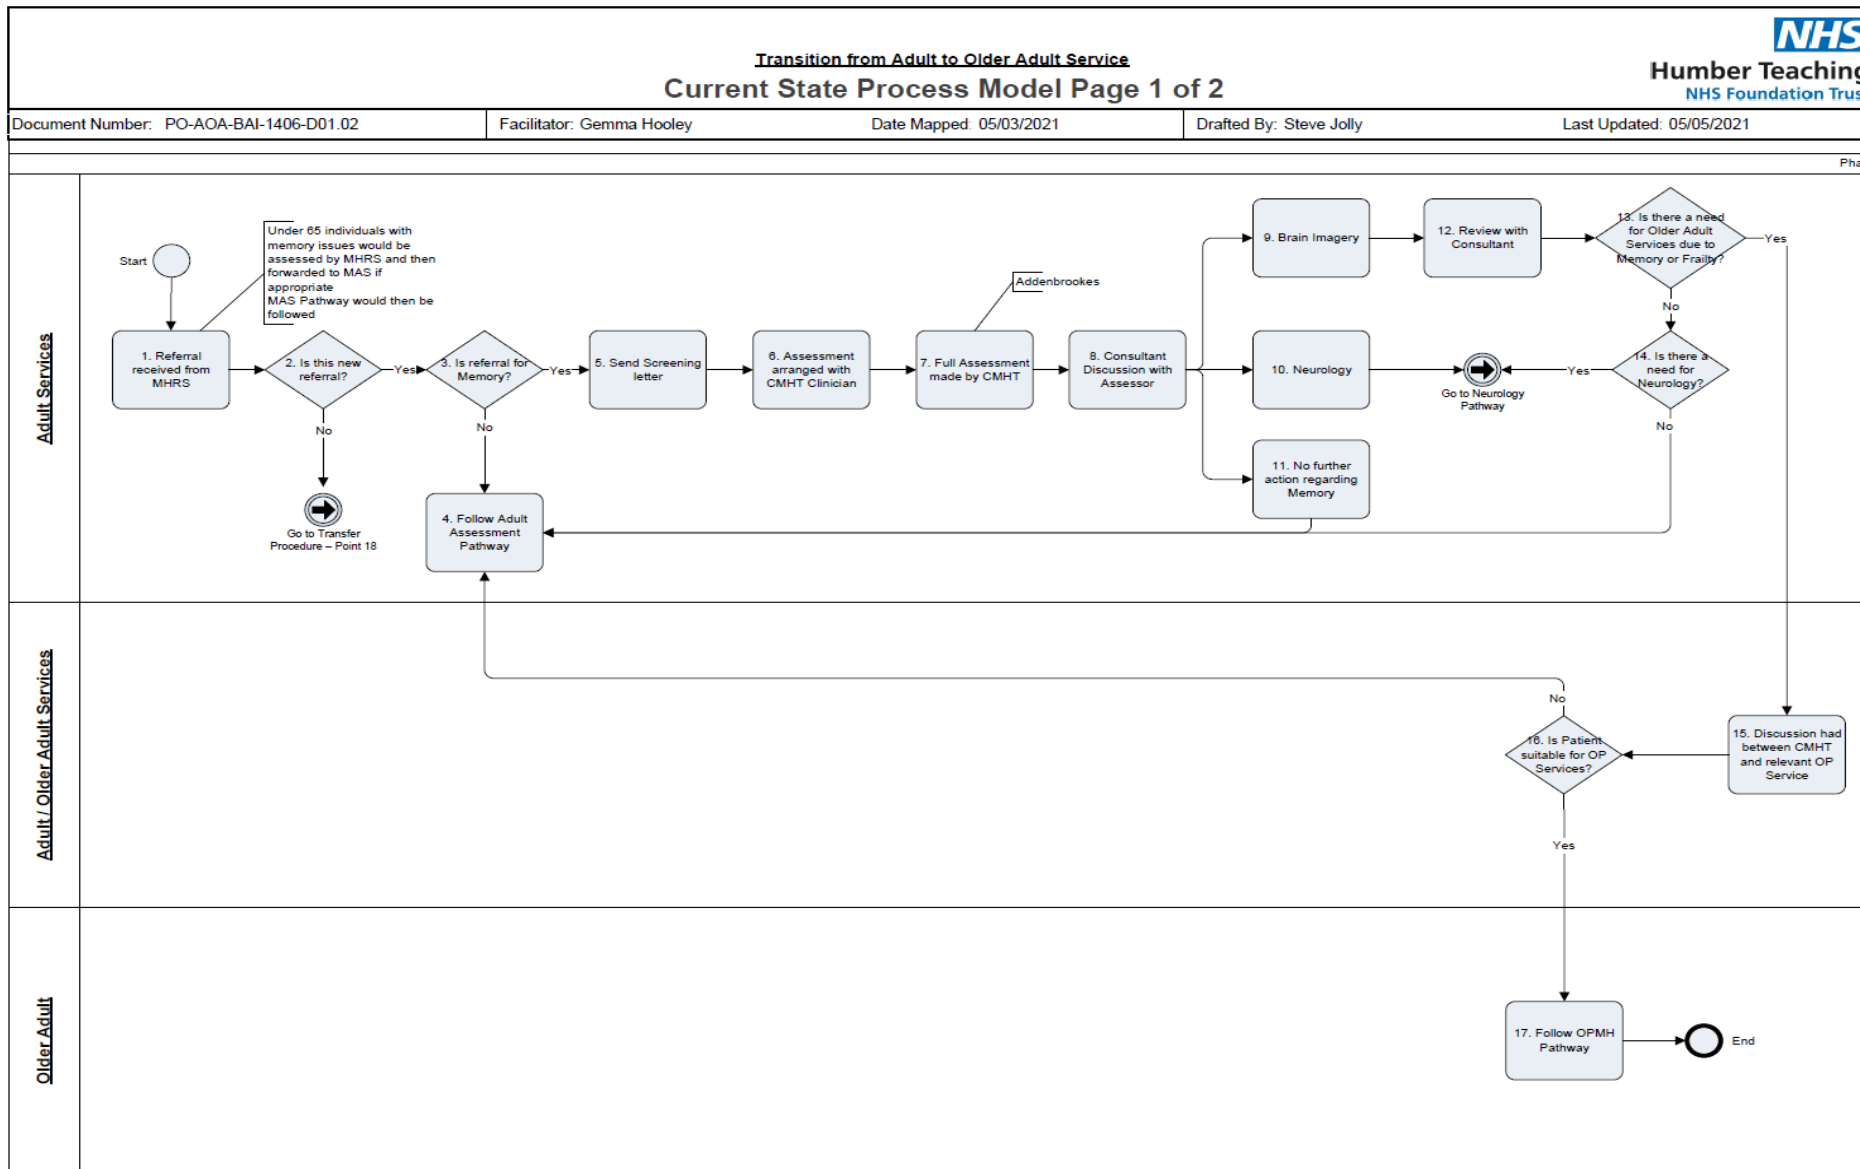 Transition from Adult to Older Adult Service
Current State Process Model Page 1 of 2
NHS
Humber Teaching
NHS Foundation Trus
Document Number: PO-AOA-BAI-1406-D01.02
Facilitator: Gemma Hooley
Date Mapped: 05/03/2021
Drafted By: Steve Jolly
Last Updated: 05/05/2021
Pha
Adult Services
Start
Under 65 individuals with
memory issues would be
assessed by MHRS and then
forwarded to MAS if
appropriate
MAS Pathway would then be
followed
1. Referral
received from
MHRS
2. Is this new
referral?
Yes
No
Go to Transfer
Procedure – Point 18
3. Is referral for
Memory?
Yes
No
4. Follow Adult
Assessment
Pathway
5. Send Screening
letter
6. Assessment
arranged with
CMHT Clinician
Addenbrookes
7. Full Assessment
made by CMHT
8. Consultant
Discussion with
Assessor
9. Brain Imagery
10. Neurology
11. No further
action regarding
Memory
12. Review with
Consultant
13. Is there a need
for Older Adult
Services due to
Memory or Frailty?
Yes
No
14. Is there a
need for
Neurology?
Yes
No
Go to Neurology
Pathway
Adult / Older Adult Services
15. Discussion had
between CMHT
and relevant OP
Service
16. Is Patient
suitable for OP
Services?
No
Yes
Older Adult
17. Follow OPMH
Pathway
End